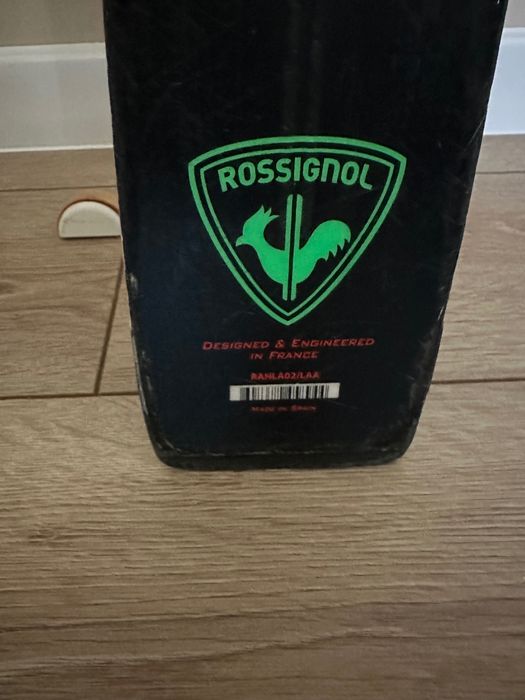 ROSSIGNOL
DESIGNED & ENGINEERED
IN FRANCE
RAHLA02/LAA
MADE IN SPAIN